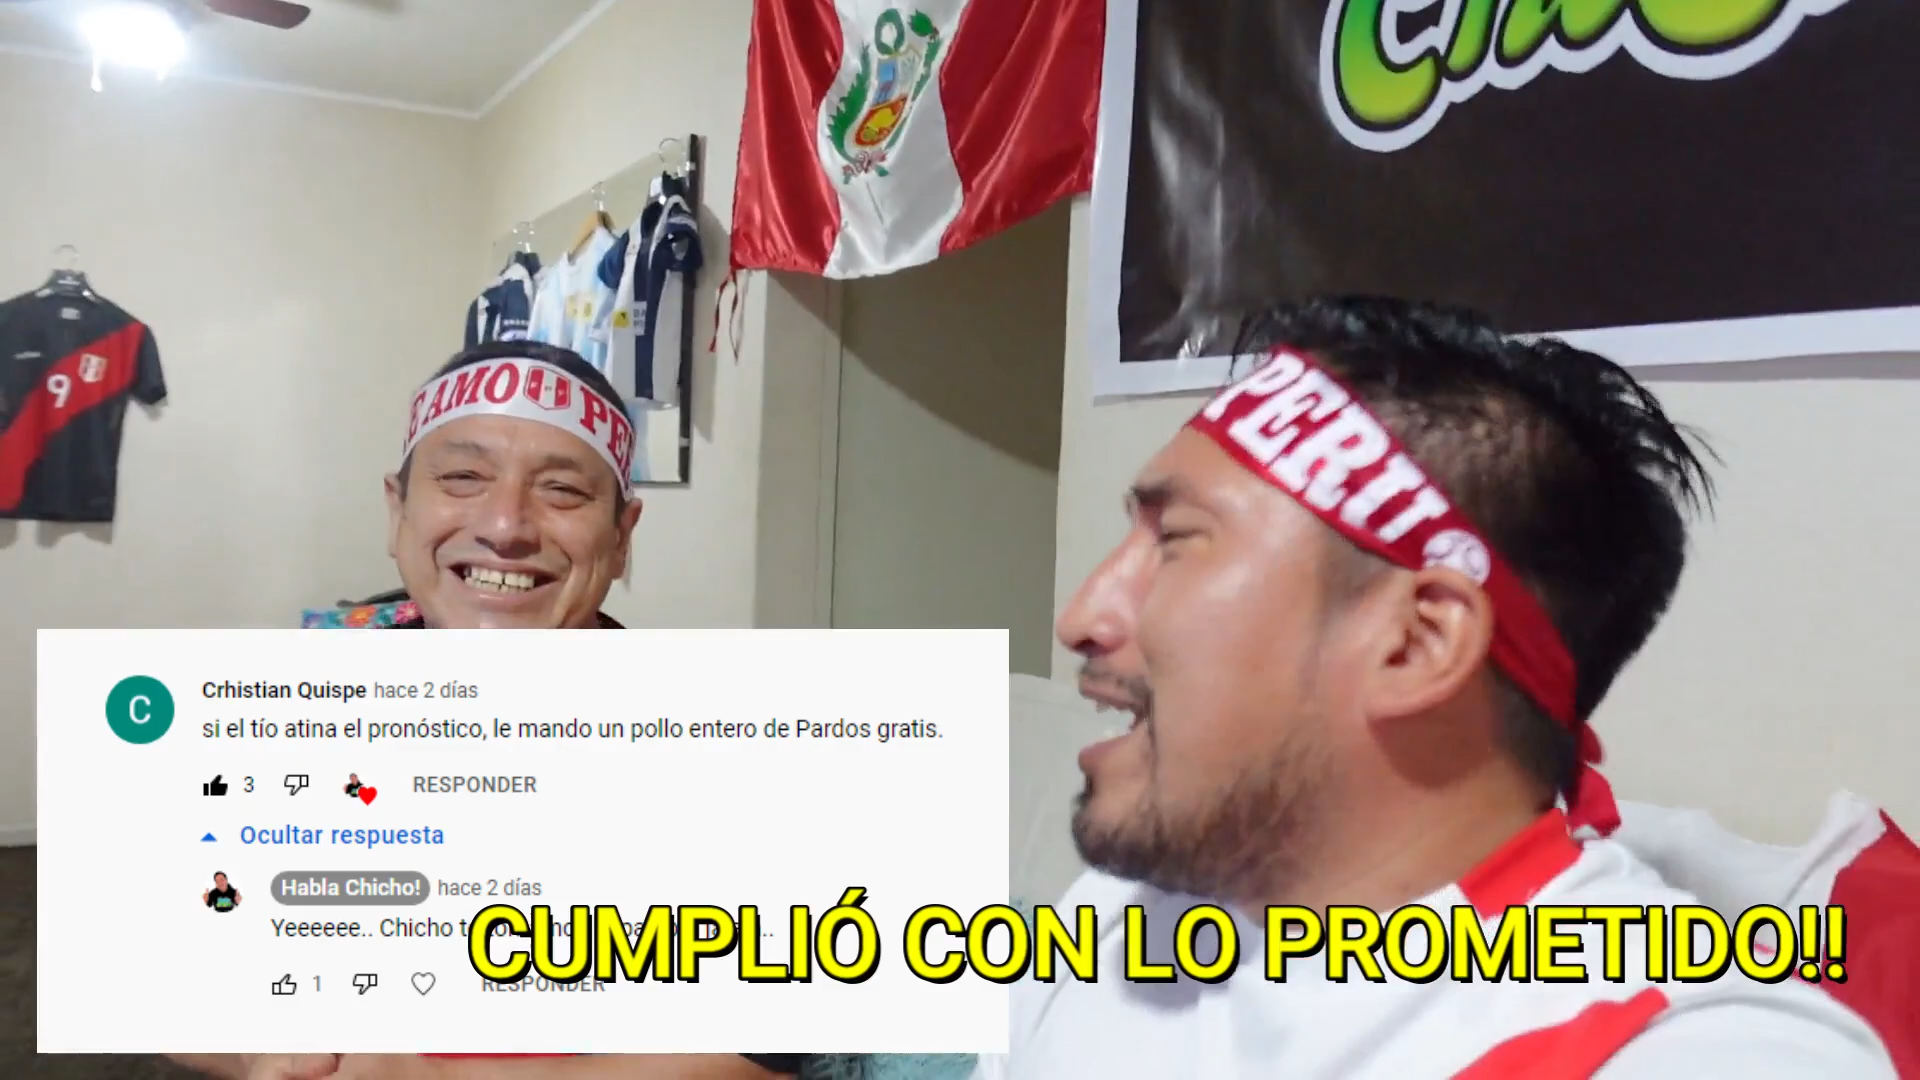 9
E AMO PE
PERU
Crhistian Quispe hace 2 días
si el tío atina el pronóstico, le mando un pollo entero de Pardos gratis.
3 RESPONDER
Ocultar respuesta
Habla Chicho! hace 2 días
Yeeeeee.. Chicho
CUMPLIÓ CON LO PROMETIDO!!
1 RESPONDER